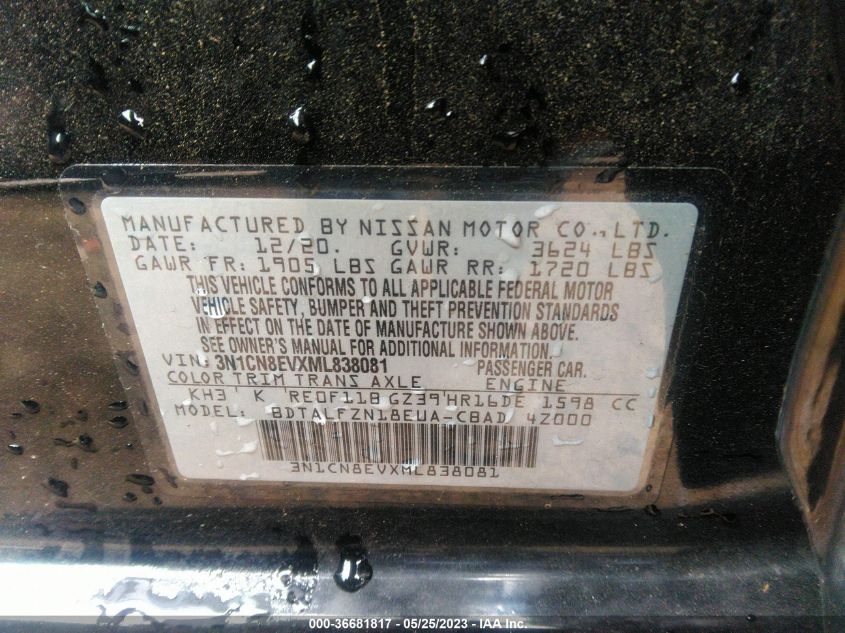 MANUFACTURED BY NISSAN MOTOR CO., LTD.
DATE: 12/20. GVWR: 3624 LBS
GAWR FR: 1905 LBS GAWR RR: 1720 LBS
THIS VEHICLE CONFORMS TO ALL APPLICABLE FEDERAL MOTOR
VEHICLE SAFETY, BUMPER AND THEFT PREVENTION STANDARDS
IN EFFECT ON THE DATE OF MANUFACTURE SHOWN ABOVE.
SEE OWNER'S MANUAL FOR ADDITIONAL INFORMATION.
VIN: 3N1CN8EVXML838081 PASSENGER CAR.
COLOR TRIM TRANS AXLE ENGINE
KH3' K RE0F11B GZ39'HR16DE 1598 CC
MODEL: BDTALFZN18EUA-CBAD 4Z000
3N1CN8EVXML838081
000-36681817 / 05/25/2023 - IAA Inc.